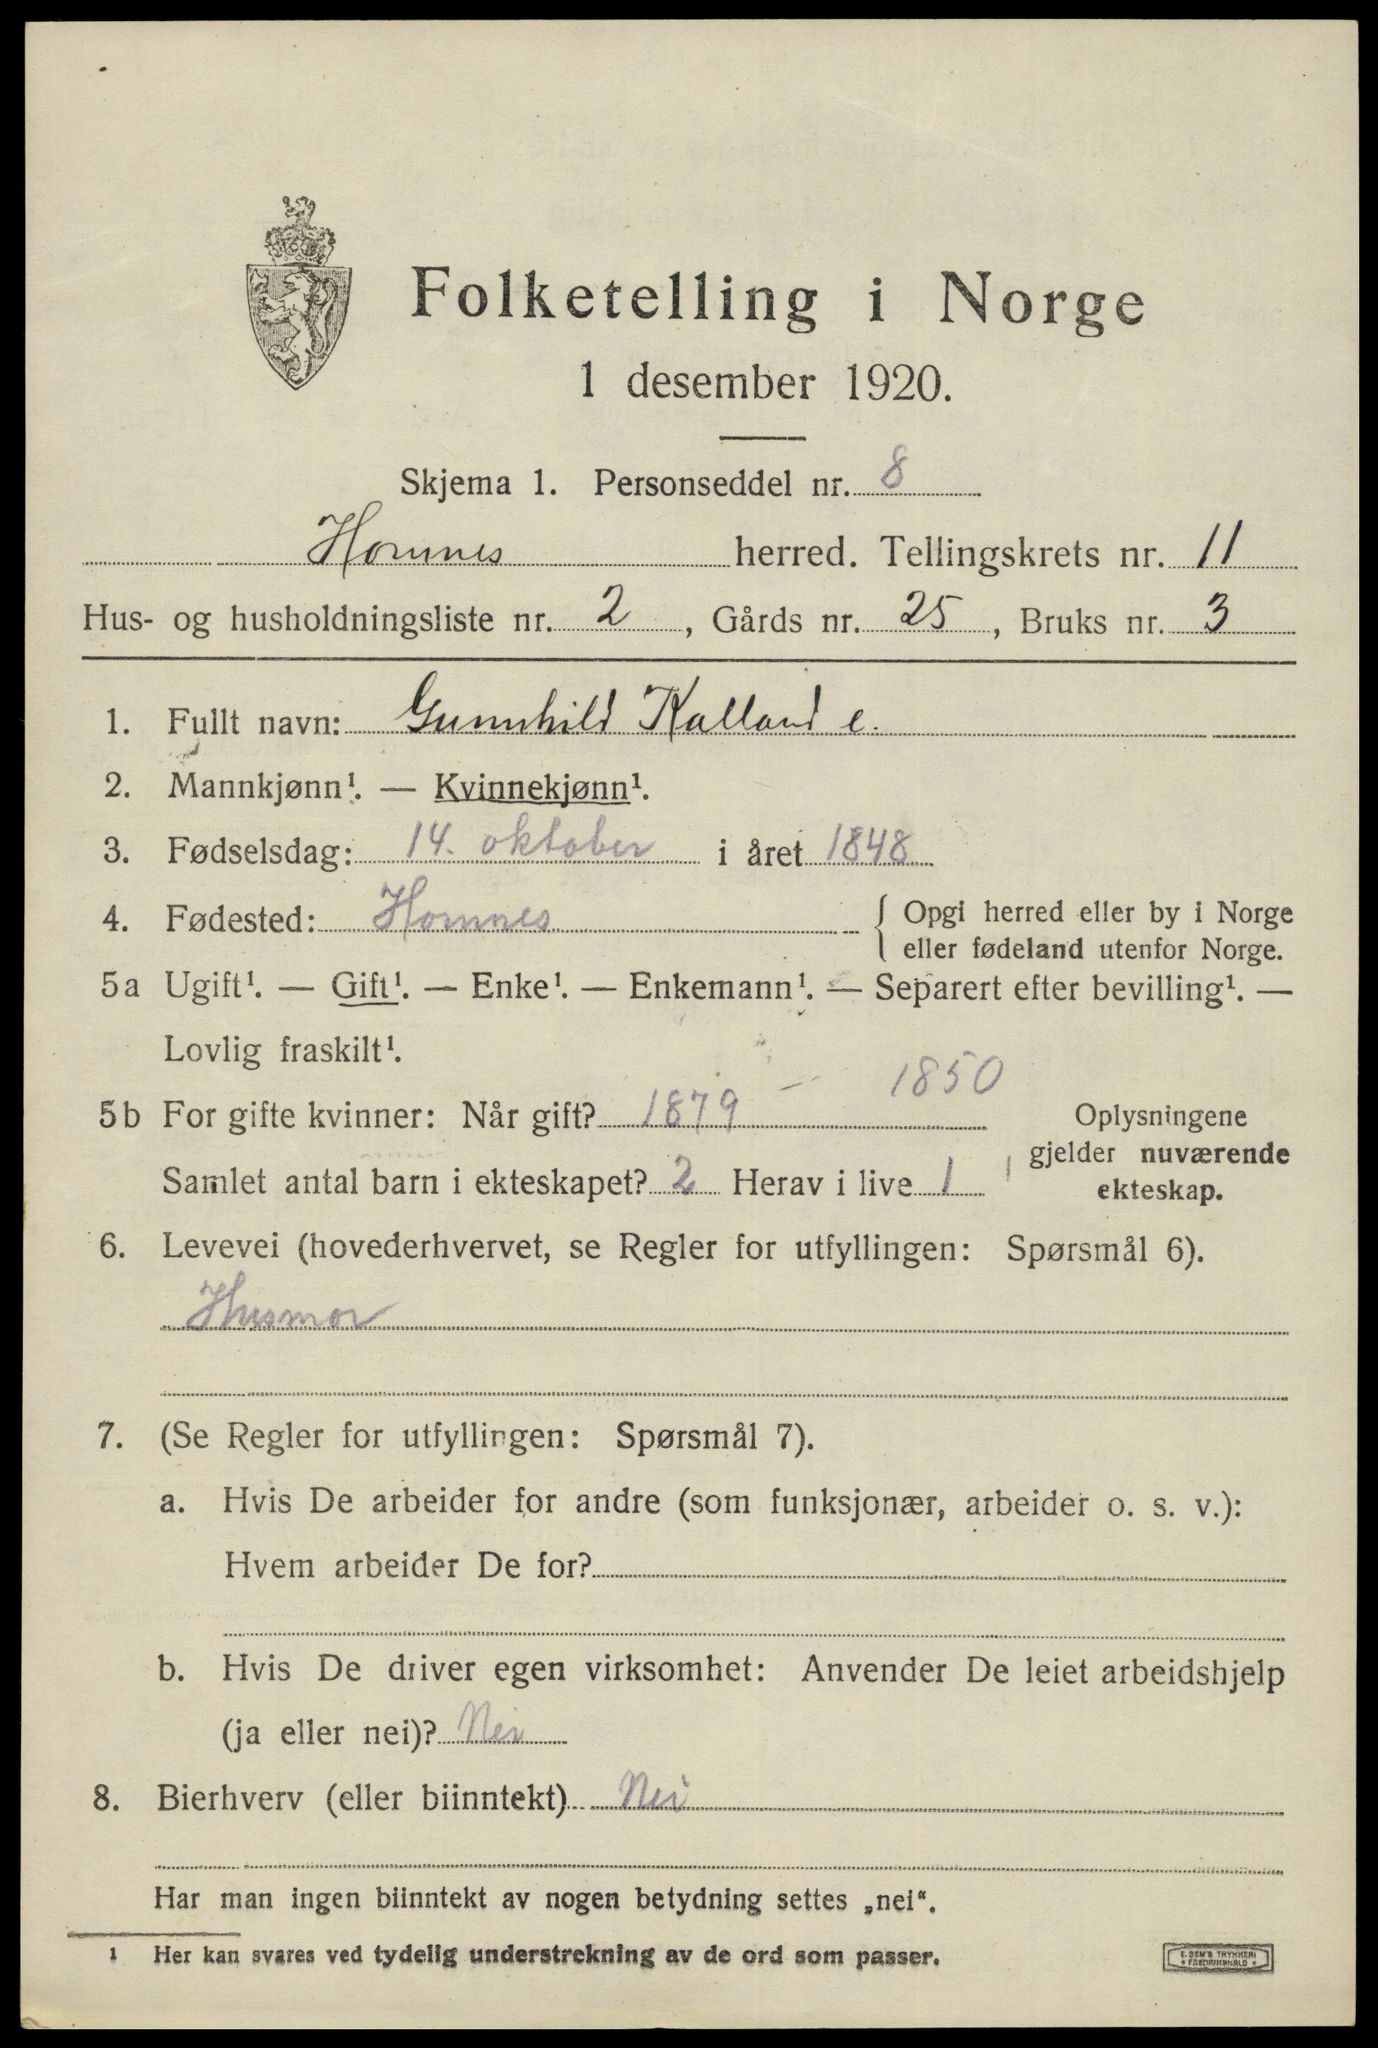 Folketelling i Norge
1 desember 1920.
Skjema 1. Personseddel nr. 8
Hornnes herred. Tellingskrets nr. 11
Hus- og husholdningsliste nr. 2, Gårds nr. 25, Bruks nr. 3
1. Fullt navn: Gunnhild Kalland e.
2. Mannkjønn¹. — Kvinnekjønn¹.
3. Fødselsdag: 14. oktober i året 1848
4. Fødested: Hornnes { Opgi herred eller by i Norge
eller fødeland utenfor Norge.
5a Ugift¹. — Gift¹. — Enke¹. — Enkemann¹. — Separert efter bevilling¹. —
Lovlig fraskilt¹.
1850
5b For gifte kvinner: Når gift? 1879 Oplysningene
gjelder nuværende
Samlet antal barn i ekteskapet? 2 Herav i live 1 ekteskap.
6. Levevei (hovederhvervet, se Regler for utfyllingen: Spørsmål 6).
Husmor
7. (Se Regler for utfyllingen: Spørsmål 7).
a. Hvis De arbeider for andre (som funksjonær, arbeider o. s. v.):
Hvem arbeider De for?
b. Hvis De driver egen virksomhet: Anvender De leiet arbeidshjelp
(ja eller nei)? Nei
8. Bierhverv (eller biinntekt) Nei
Har man ingen biinntekt av nogen betydning settes „nei“.
¹ Her kan svares ved tydelig understrekning av de ord som passer.
E. SEM'S TRYKKERI
FREDRIKSHALD